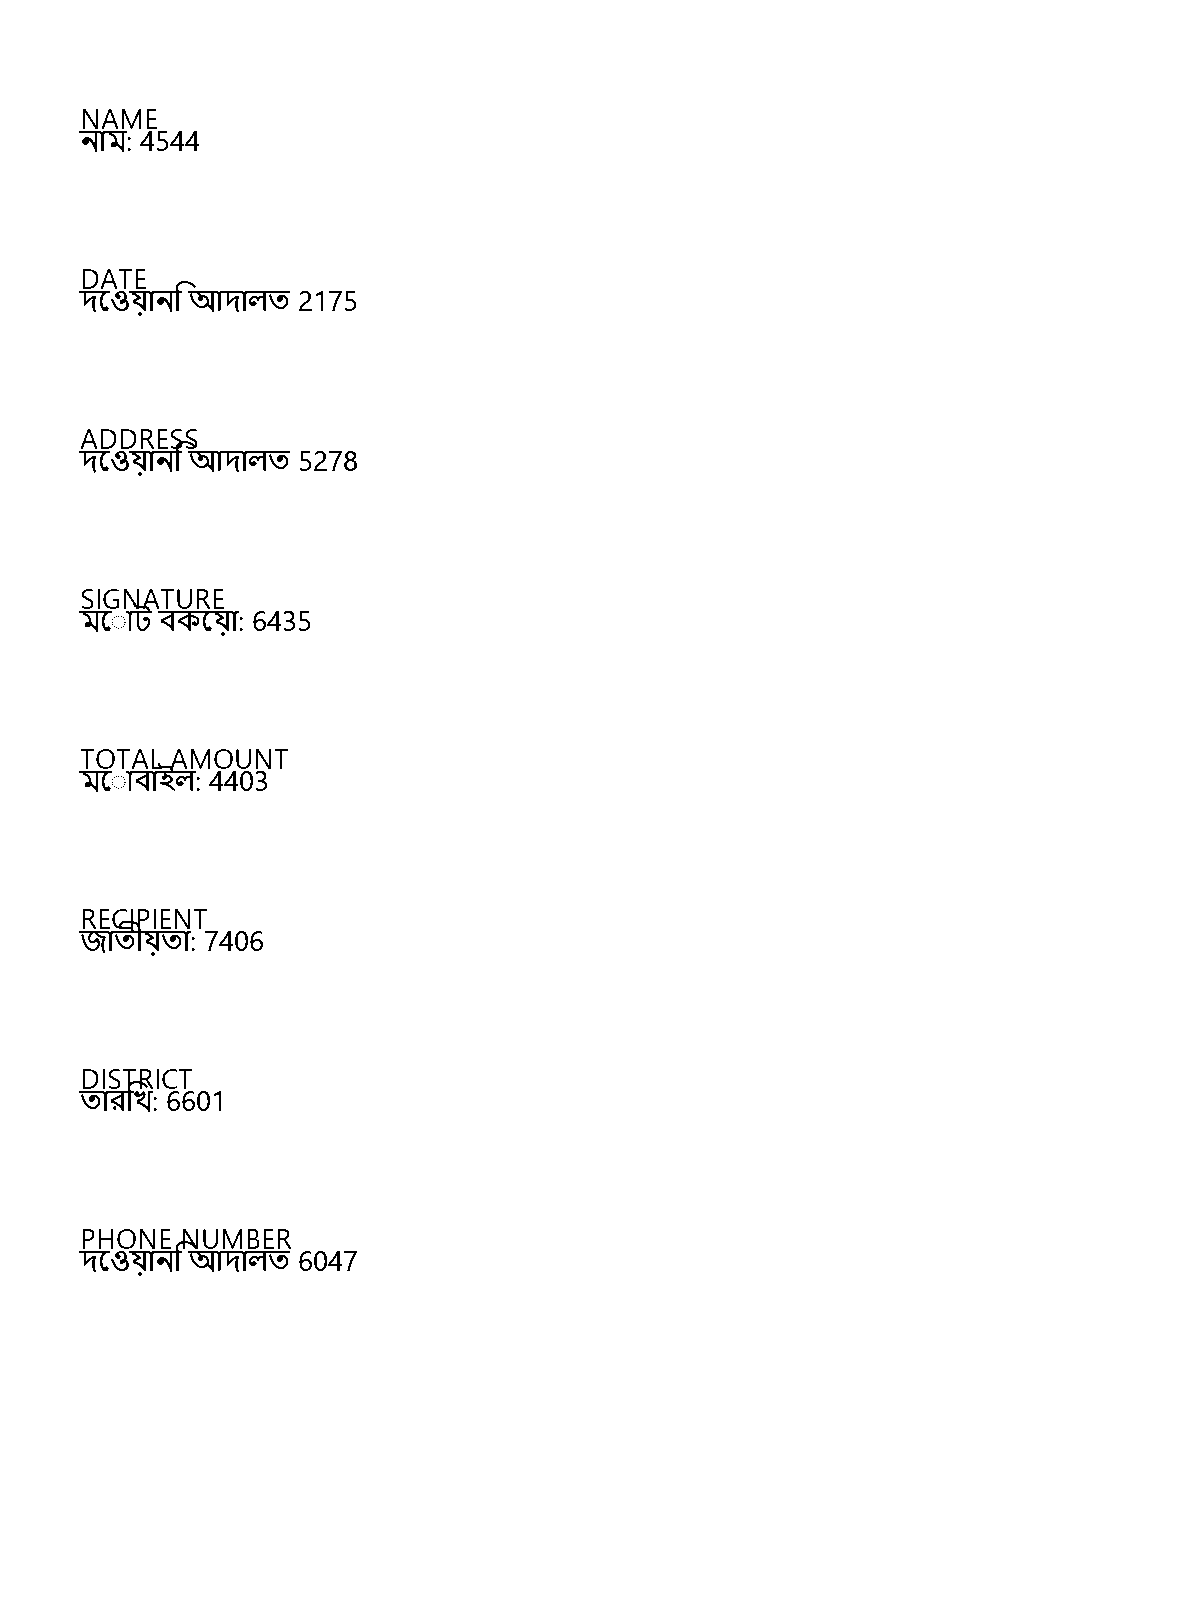 NAME
নাম: 4544
DATE
দেওয়ানি আদালত 2175
ADDRESS
দেওয়ানি আদালত 5278
SIGNATURE
মোট বকেয়া: 6435
TOTAL AMOUNT
মোবাইল: 4403
RECIPIENT
জাতীয়তা: 7406
DISTRICT
তারিখ: 6601
PHONE NUMBER
দেওয়ানি আদালত 6047